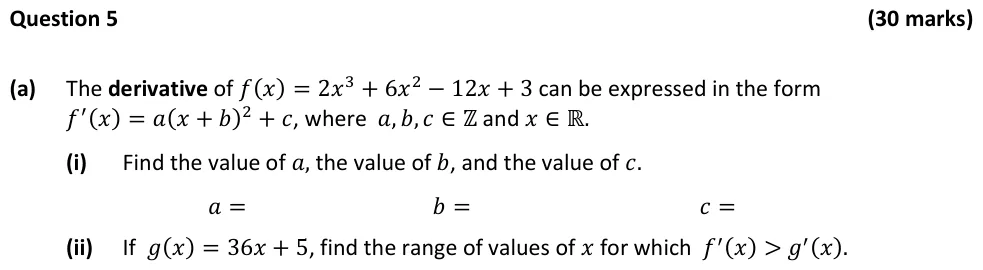 Question 5 (30 marks)
(a) The derivative of f(x) = 2x³ + 6x² − 12x + 3 can be expressed in the form
f′(x) = a(x + b)² + c, where a, b, c ∈ ℤ and x ∈ ℝ.
(i) Find the value of a, the value of b, and the value of c.
a = b = c =
(ii) If g(x) = 36x + 5, find the range of values of x for which f′(x) > g′(x).